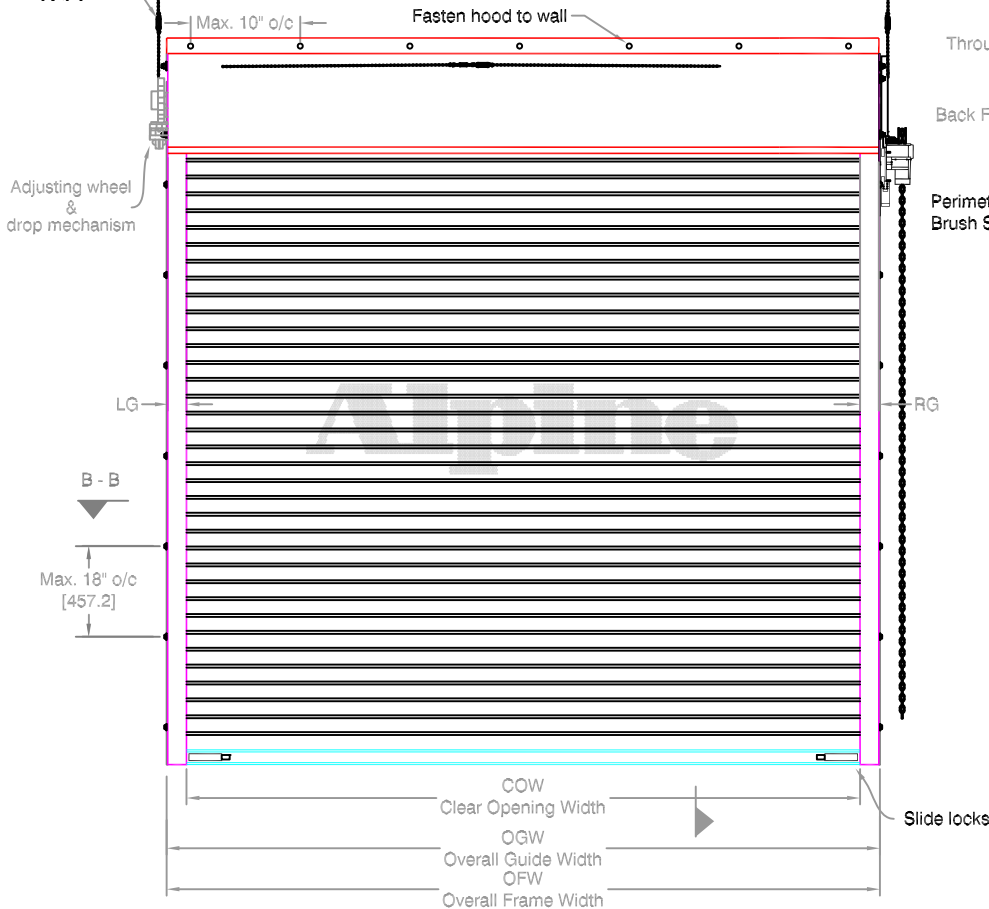 Max. 10" o/c
Fasten hood to wall
Adjusting wheel
&
drop mechanism
Brush S
Back F
LG
RG
Alpine
B - B
Max. 18" o/c
[457.2]
COW
Clear Opening Width
Slide locks
OGW
Overall Guide Width
OFW
Overall Frame Width